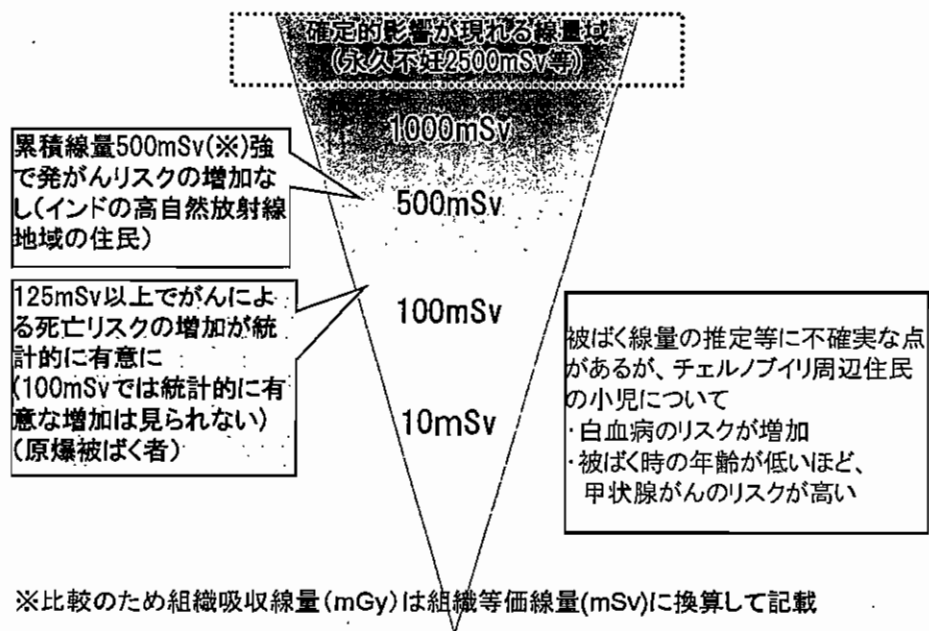 確定的影響が現れる線量域
(永久不妊2500mSv等)
1000mSv
累積線量500mSv(※)強
で発がんリスクの増加な
し(インドの高自然放射線
地域の住民)
500mSv
125mSv以上でがんによ
る死亡リスクの増加が統
計的に有意に
(100mSvでは統計的に有
意な増加は見られない)
(原爆被ばく者)
100mSv
10mSv
被ばく線量の推定等に不確実な点
があるが、チェルノブイリ周辺住民
の小児について
・白血病のリスクが増加
・被ばく時の年齢が低いほど、
甲状腺がんのリスクが高い
※比較のため組織吸収線量(mGy)は組織等価線量(mSv)に換算して記載